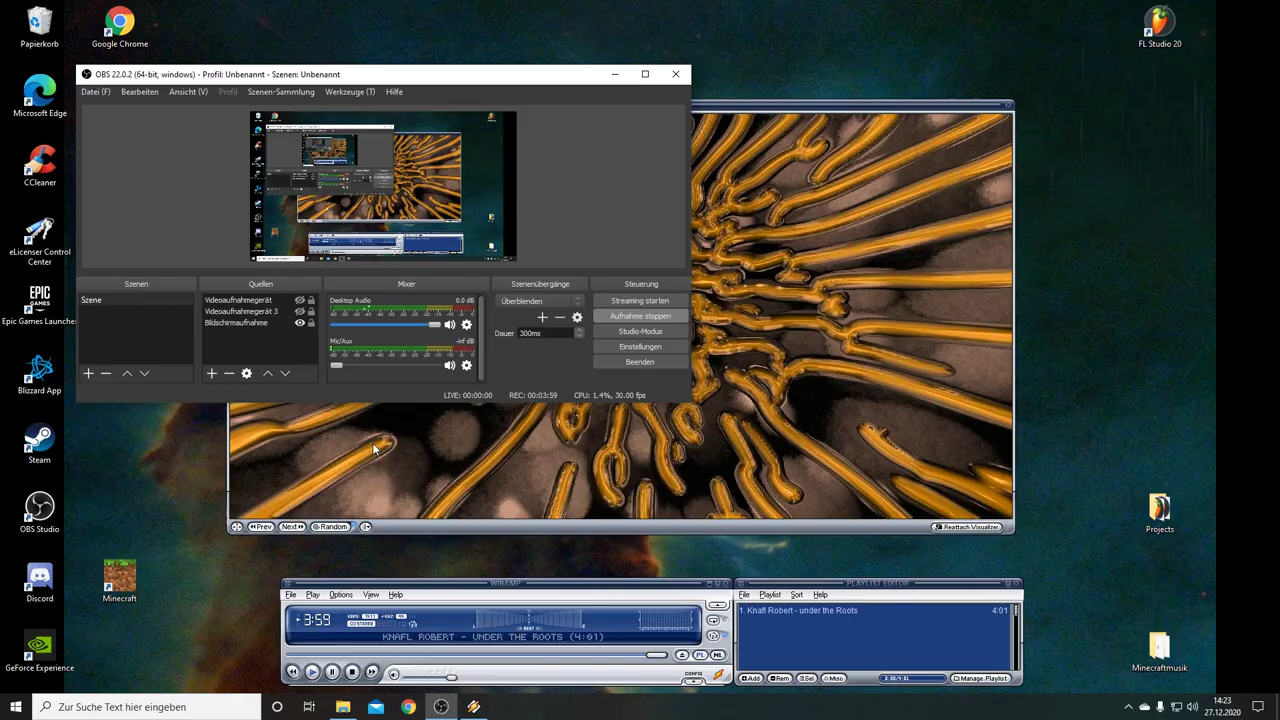 Papierkorb
Google Chrome
FL Studio 20
Microsoft Edge
CCleaner
eLicenser Control
Center
Epic Games Launcher
Blizzard App
Steam
OBS Studio
Discord
Minecraft
GeForce Experience
Projects
Minecraftmusik
OBS 22.0.2 (64-bit, windows) - Profil: Unbenannt - Szenen: Unbenannt
Datei (F) Bearbeiten Ansicht (V) Profil Szenen-Sammlung Werkzeuge (T) Hilfe
Szenen Quellen Mixer Szenenübergänge Steuerung
Szene
Videoaufnahmegerät
Videoaufnahmegerät 3
Bildschirmaufnahme
Desktop Audio 0.0 dB
Mic/Aux -inf dB
Überblenden
Dauer 300ms
Streaming starten
Aufnahme stoppen
Studio-Modus
Einstellungen
Beenden
LIVE: 00:00:00 REC: 00:03:59 CPU: 1.4%, 30.00 fps
Prev Next Random
Reattach Visualizer
WINAMP
File Play Options View Help
3:59
KNAFL ROBERT - UNDER THE ROOTS (4:01)
PL ML
CONFIG
PLAYLIST EDITOR
File Playlist Sort Help
1. Knafl Robert - under the Roots 4:01
Add Rem Sel Misc 0:00/4:01 Manage Playlist
Zur Suche Text hier eingeben
14:23
27.12.2020